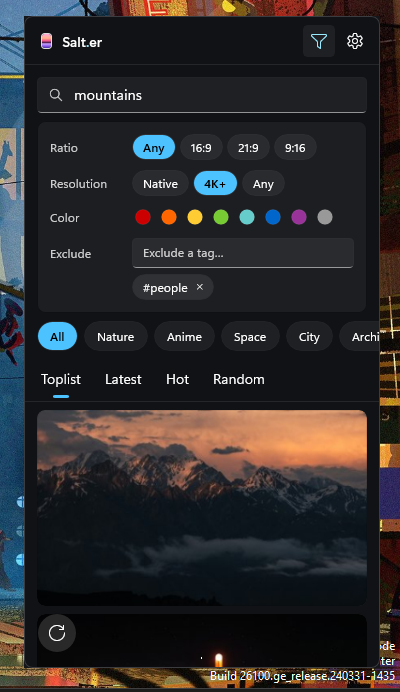 Salt.er
mountains
Ratio Any 16:9 21:9 9:16
Resolution Native 4K+ Any
Color
Exclude Exclude a tag...
#people ×
All Nature Anime Space City Archi
Toplist Latest Hot Random
Build 26100.ge_release.240331-1435